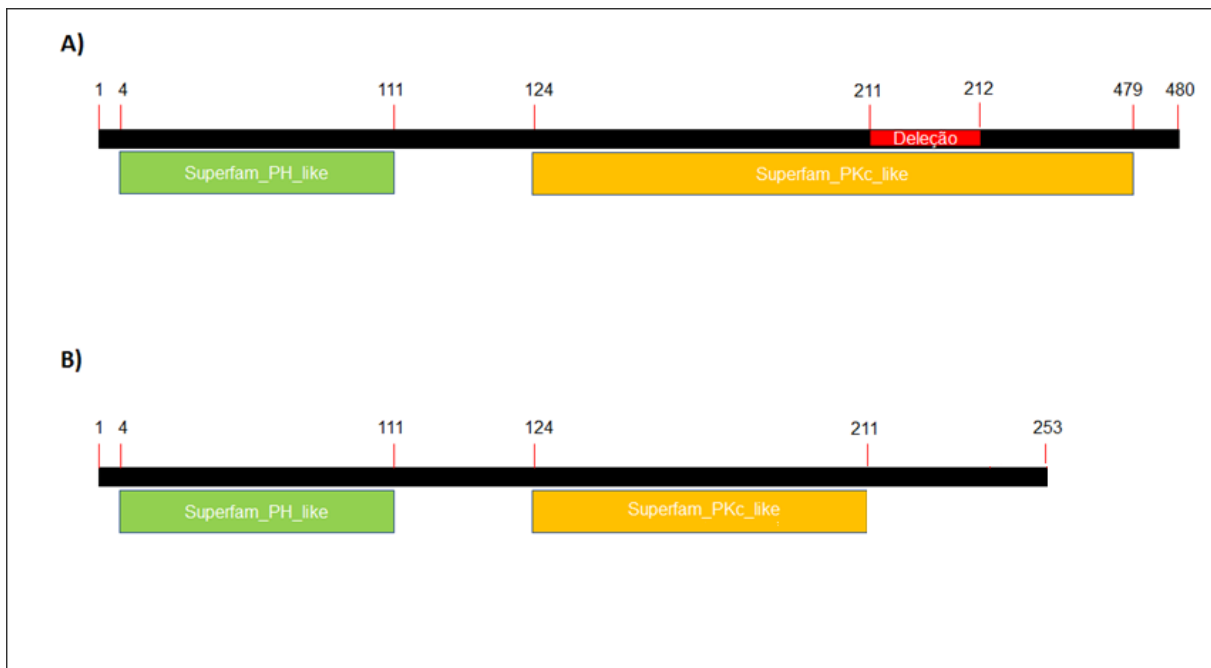 A)
1 4 111 124 211 212 479 480
Deleção
Superfam_PH_like Superfam_PKc_like
B)
1 4 111 124 211 253
Superfam_PH_like Superfam_PKc_like